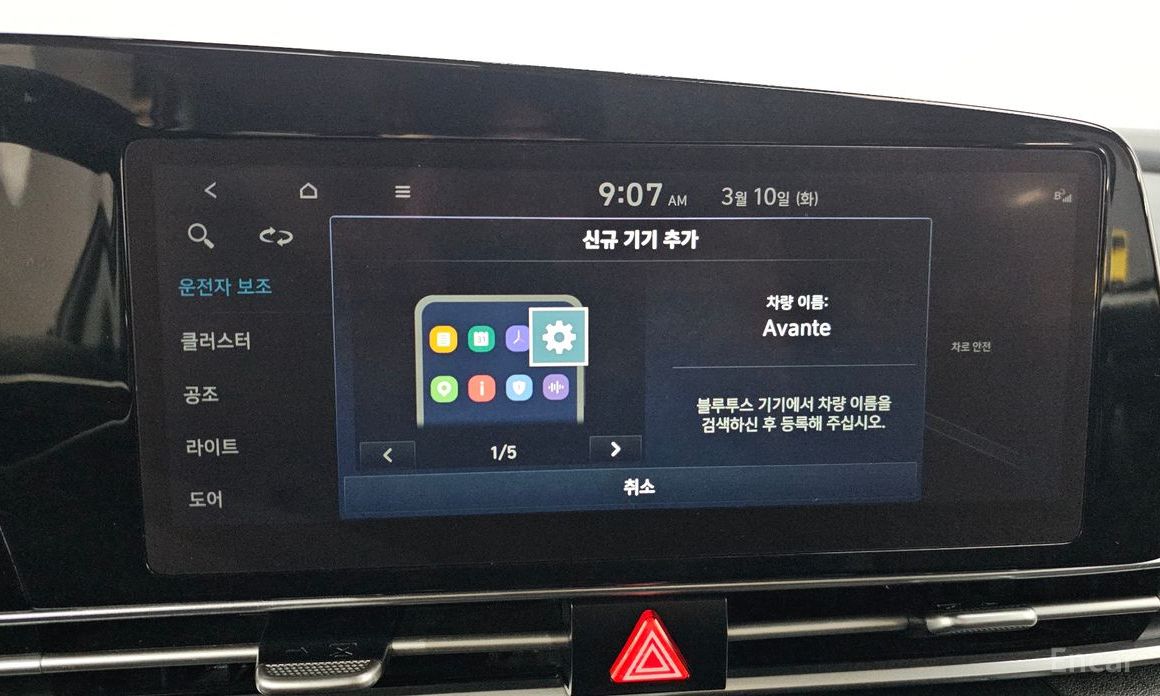 9:07 AM 3월 10일 (화)
신규 기기 추가
운전자 보조
클러스터
공조
라이트
도어
31
차량 이름:
Avante
블루투스 기기에서 차량 이름을
검색하신 후 등록해 주십시오.
1/5
취소
차로 안전
Encar